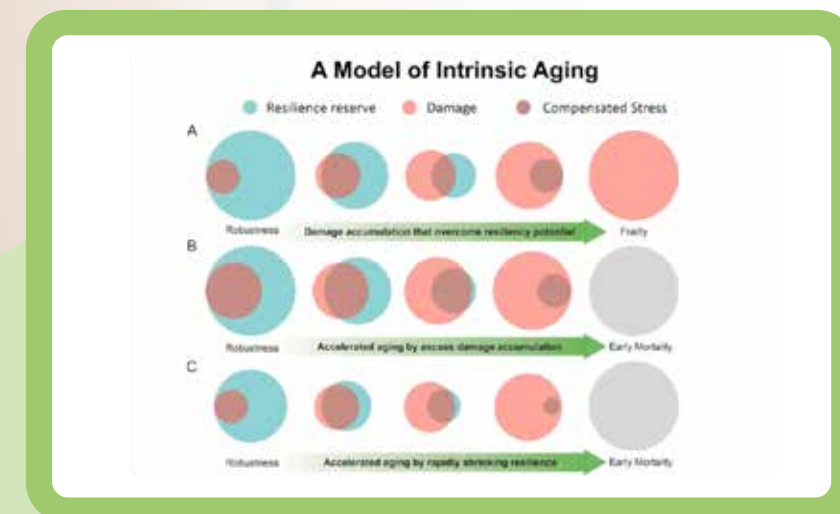 A Model of Intrinsic Aging
Resilience reserve Damage Compensated Stress
A
Robustness Damage accumulation that overcome resiliency potential Frailty
B
Robustness Accelerated aging by excess damage accumulation Early Mortality
C
Robustness Accelerated aging by rapidly shrinking resilience Early Mortality